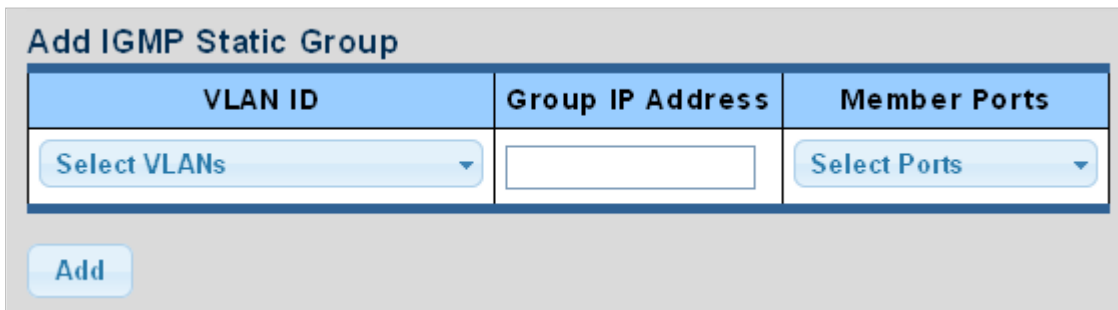 Add IGMP Static Group
VLAN ID Group IP Address Member Ports
Select VLANs Select Ports
Add